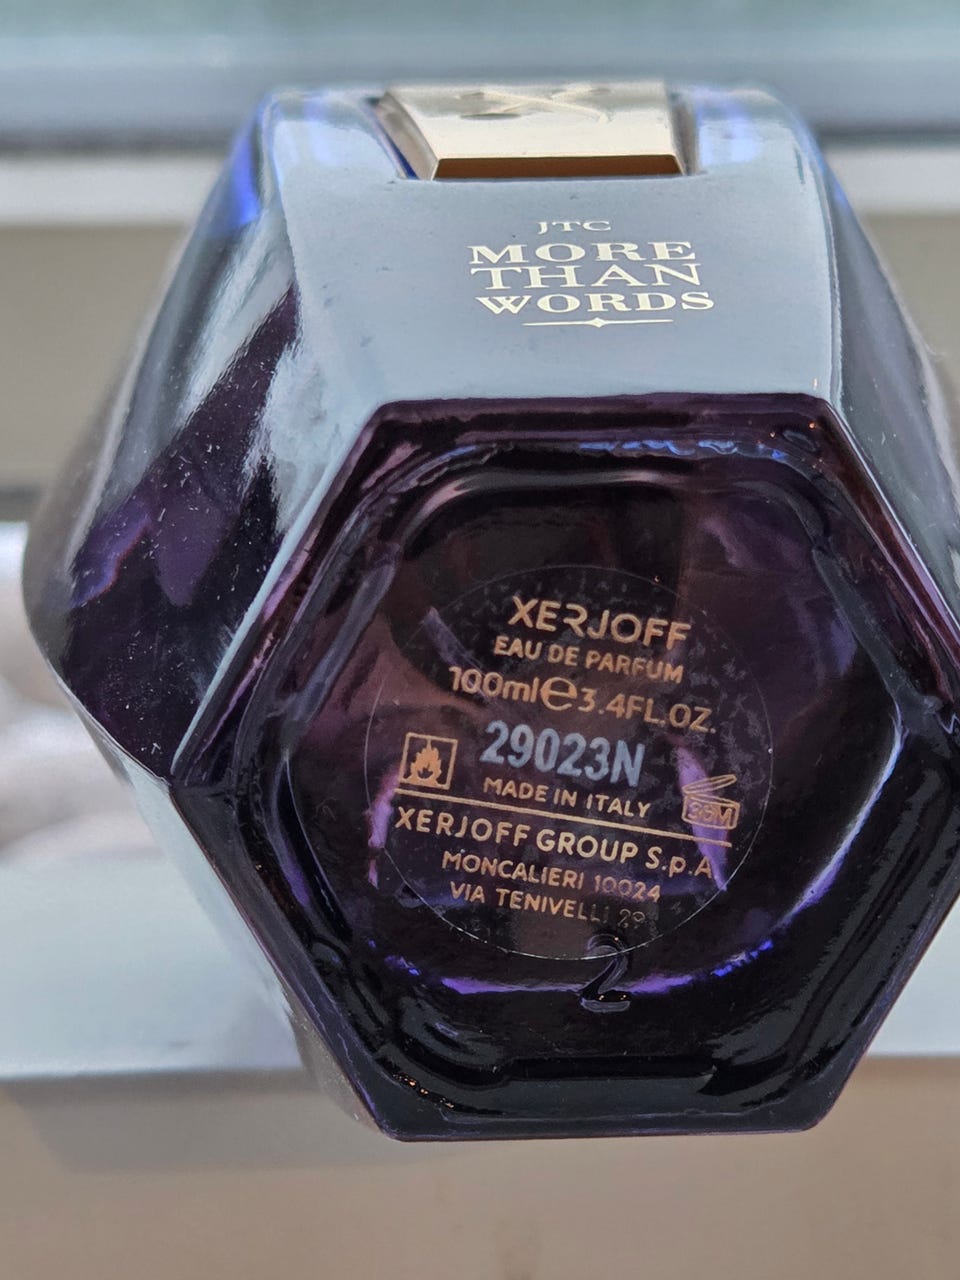 JTC
MORE
THAN
WORDS
XERJOFF
EAU DE PARFUM
100ml℮3.4FL.OZ.
29023N
MADE IN ITALY
36M
XERJOFF GROUP S.p.A
MONCALIERI 10024
VIA TENIVELLI 29
2